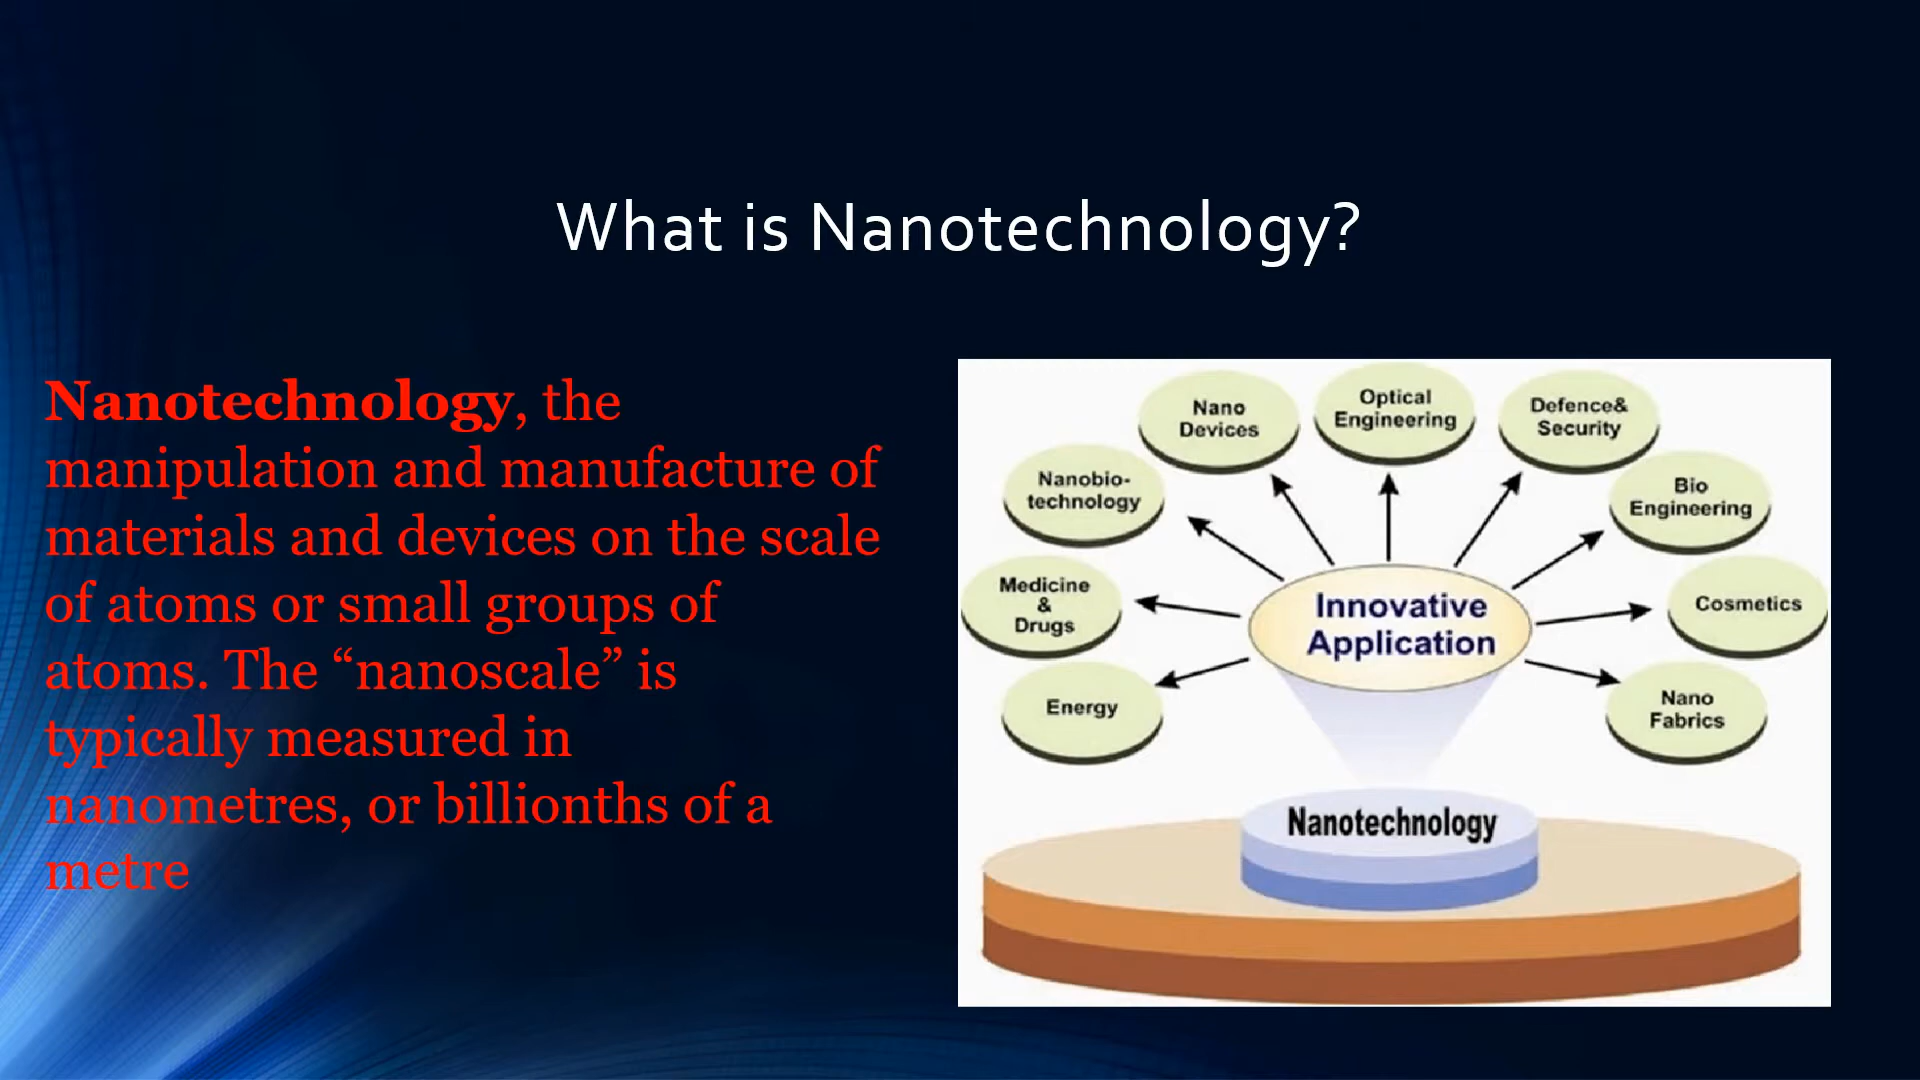 What is Nanotechnology?
Nanotechnology, the
manipulation and manufacture of
materials and devices on the scale
of atoms or small groups of
atoms. The “nanoscale” is
typically measured in
nanometres, or billionths of a
metre
Optical
Engineering
Nano
Devices
Defence&
Security
Nanobio-
technology
Bio
Engineering
Medicine
&
Drugs
Innovative
Application
Cosmetics
Energy
Nano
Fabrics
Nanotechnology